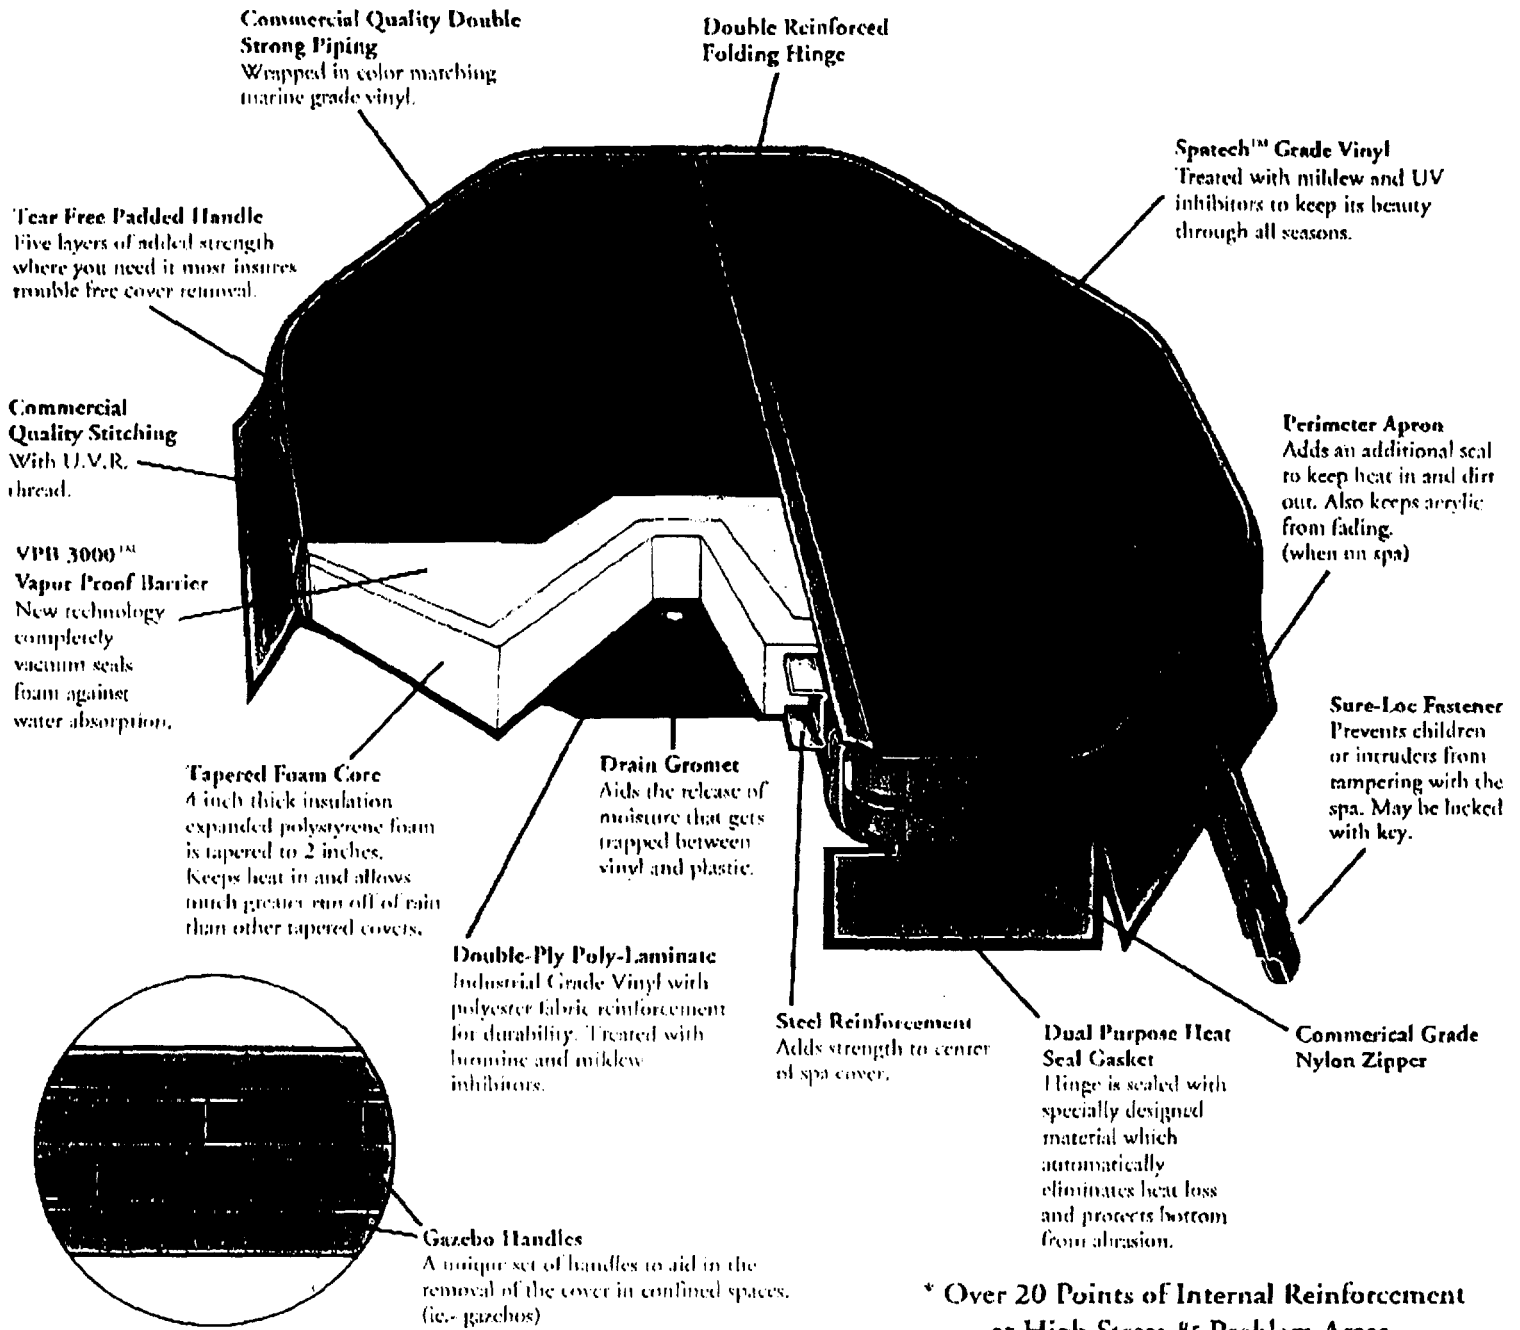 Commercial Quality Double
Strong Piping
Wrapped in color matching
marine grade vinyl.
Double Reinforced
Folding Hinge
Spatech™ Grade Vinyl
Treated with mildew and UV
inhibitors to keep its beauty
through all seasons.
Tear Free Padded Handle
Five layers of added strength
where you need it most insures
trouble free cover removal.
Commercial
Quality Stitching
With U.V.R.
thread.
Perimeter Apron
Adds an additional seal
to keep heat in and dirt
out. Also keeps acrylic
from fading.
(when on spa)
VPB 3000™
Vapor Proof Barrier
New technology
completely
vacuum seals
foam against
water absorption.
Sure-Loc Fastener
Prevents children
or intruders from
tampering with the
spa. May be locked
with key.
Tapered Foam Core
4 inch thick insulation
expanded polystyrene foam
is tapered to 2 inches.
Keeps heat in and allows
much greater run off of rain
than other tapered covers.
Drain Gromet
Aids the release of
moisture that gets
trapped between
vinyl and plastic.
Double-Ply Poly-Laminate
Industrial Grade Vinyl with
polyester fabric reinforcement
for durability. Treated with
bromine and mildew
inhibitors.
Steel Reinforcement
Adds strength to center
of spa cover.
Dual Purpose Heat
Seal Gasket
Hinge is sealed with
specially designed
material which
automatically
eliminates heat loss
and protects bottom
from abrasion.
Commerical Grade
Nylon Zipper
Gazebo Handles
A unique set of handles to aid in the
removal of the cover in confined spaces.
(ie.- gazebos)
* Over 20 Points of Internal Reinforcement
at High Stress & Problem Areas